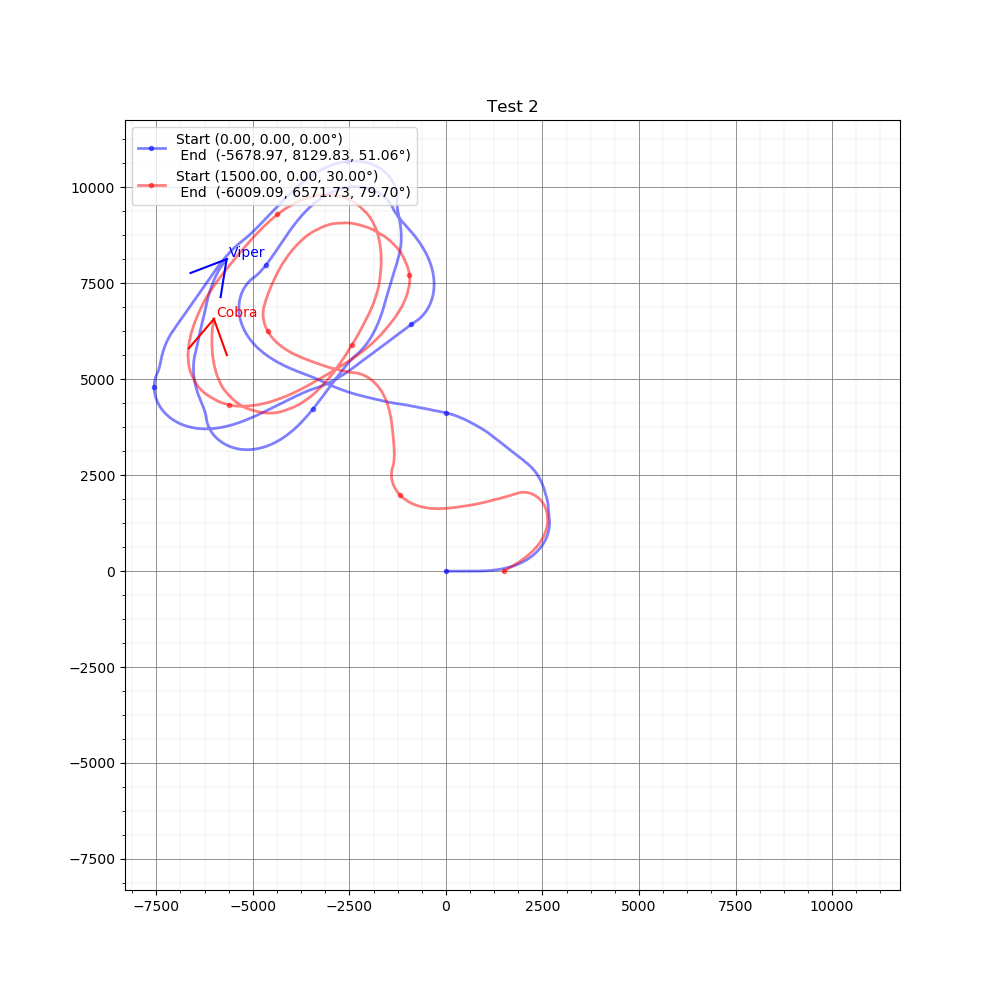 Test 2
Start (0.00, 0.00, 0.00°)
End (-5678.97, 8129.83, 51.06°)
Start (1500.00, 0.00, 30.00°)
End (-6009.09, 6571.73, 79.70°)
Viper
Cobra
10000
7500
5000
2500
0
−2500
−5000
−7500
−7500 −5000 −2500 0 2500 5000 7500 10000